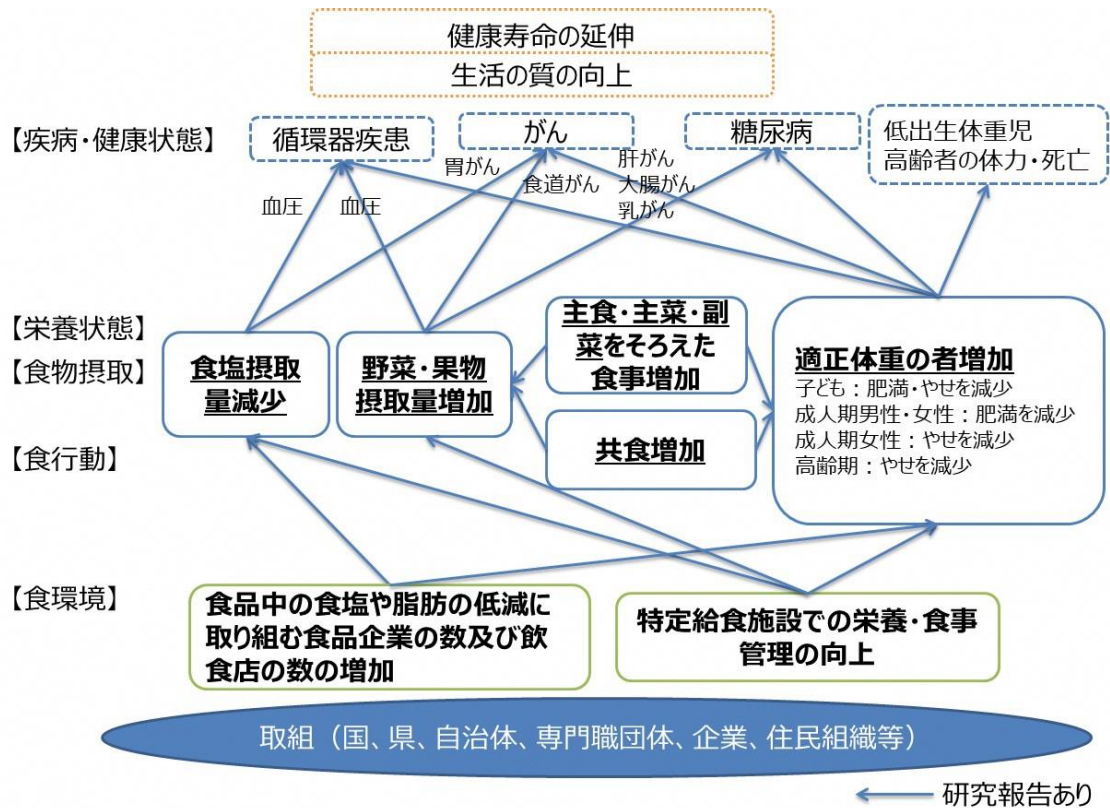 健康寿命の延伸
生活の質の向上
【疾病・健康状態】
循環器疾患
がん
糖尿病
低出生体重児
高齢者の体力・死亡
胃がん
食道がん
肝がん
大腸がん
乳がん
血圧
血圧
【栄養状態】
【食物摂取】
食塩摂取
量減少
野菜・果物
摂取量増加
主食・主菜・副
菜をそろえた
食事増加
適正体重の者増加
子ども：肥満・やせを減少
成人期男性・女性：肥満を減少
成人期女性：やせを減少
高齢期：やせを減少
【食行動】
共食増加
【食環境】
食品中の食塩や脂肪の低減に
取り組む食品企業の数及び飲
食店の数の増加
特定給食施設での栄養・食事
管理の向上
取組（国、県、自治体、専門職団体、企業、住民組織等）
研究報告あり